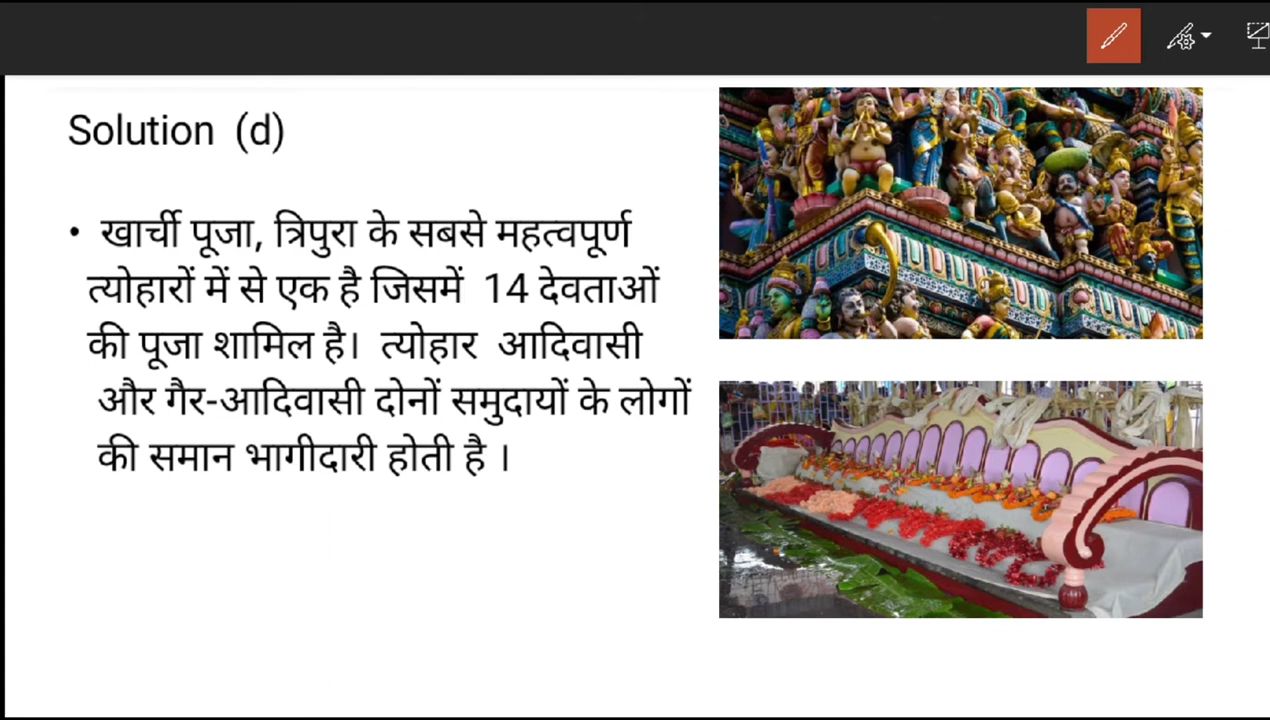 Solution (d)
• खार्ची पूजा, त्रिपुरा के सबसे महत्वपूर्ण
त्योहारों में से एक है जिसमें 14 देवताओं
की पूजा शामिल है। त्योहार आदिवासी
और गैर-आदिवासी दोनों समुदायों के लोगों
की समान भागीदारी होती है ।